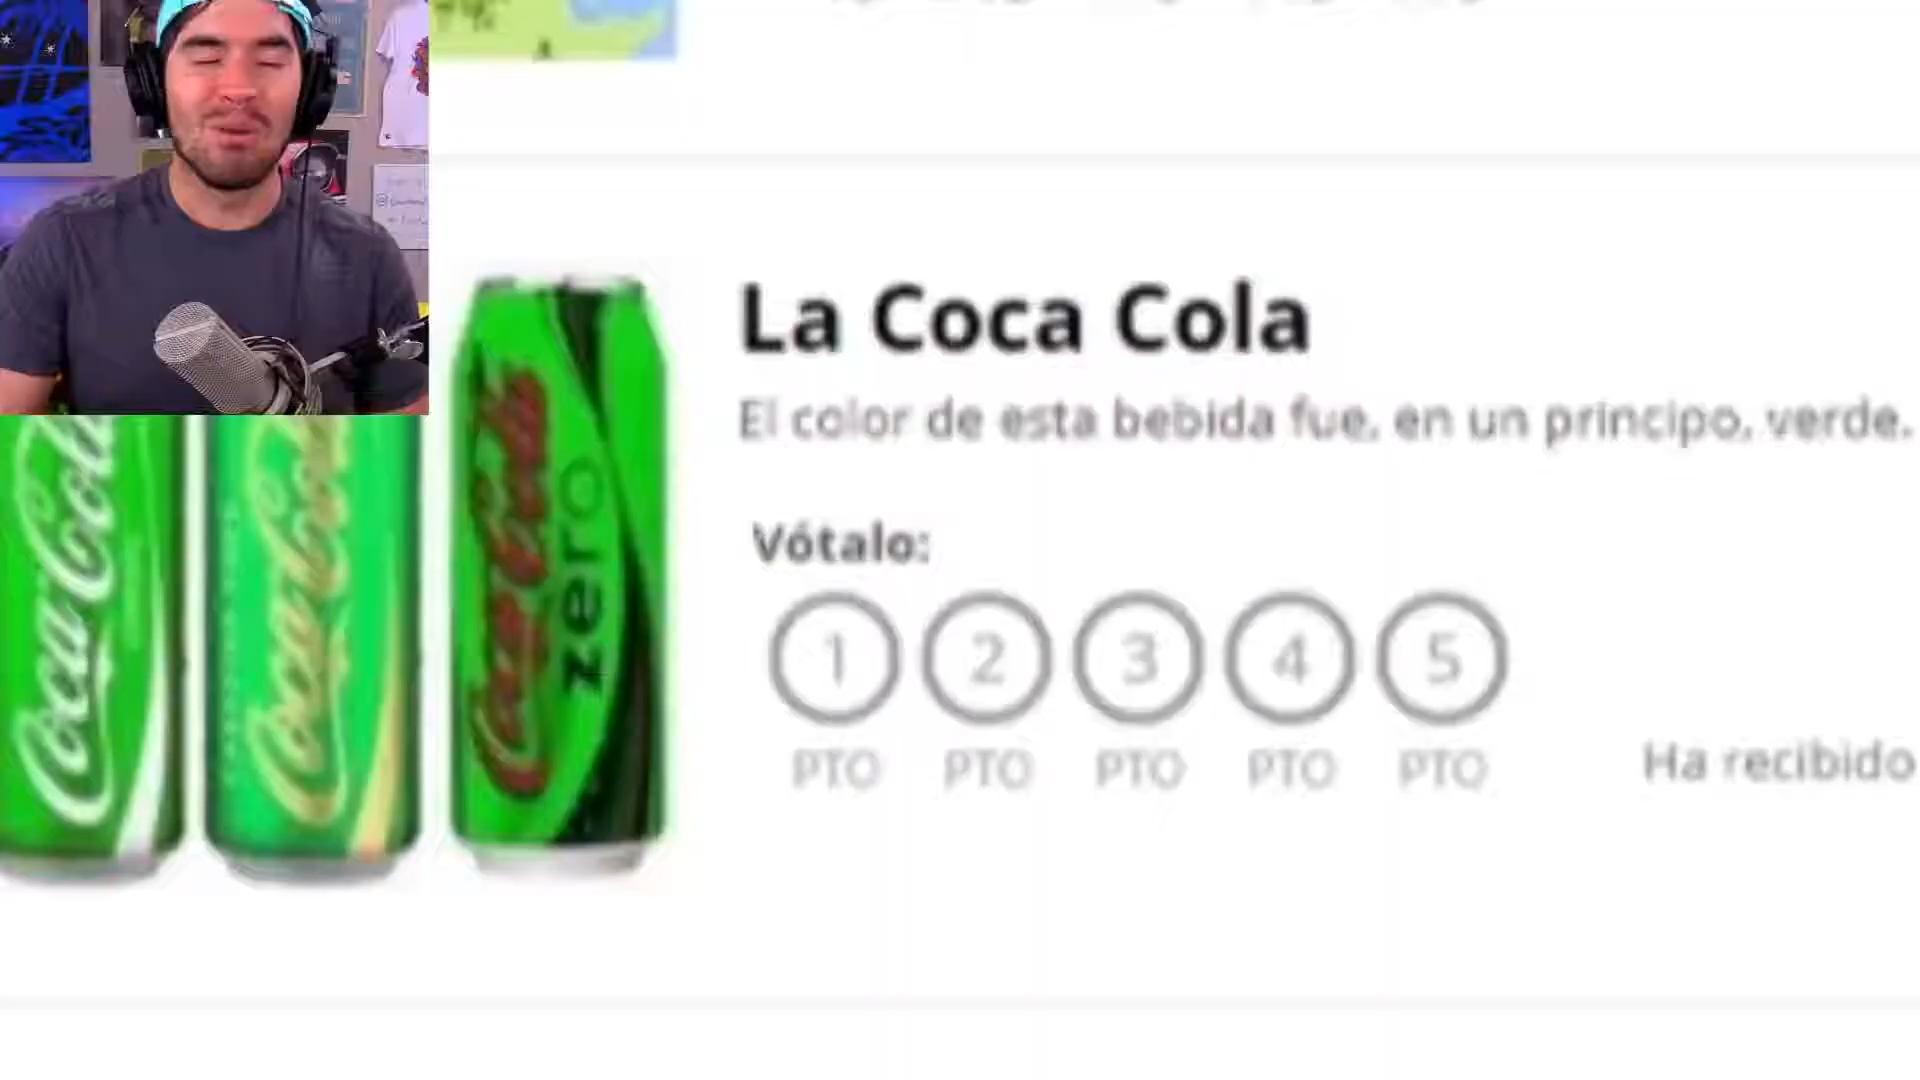 La Coca Cola
El color de esta bebida fue, en un principo, verde.
Vótalo:
1 2 3 4 5
PTO PTO PTO PTO PTO
Ha recibido
Coca Cola
Coca Cola
Coca Cola
zero